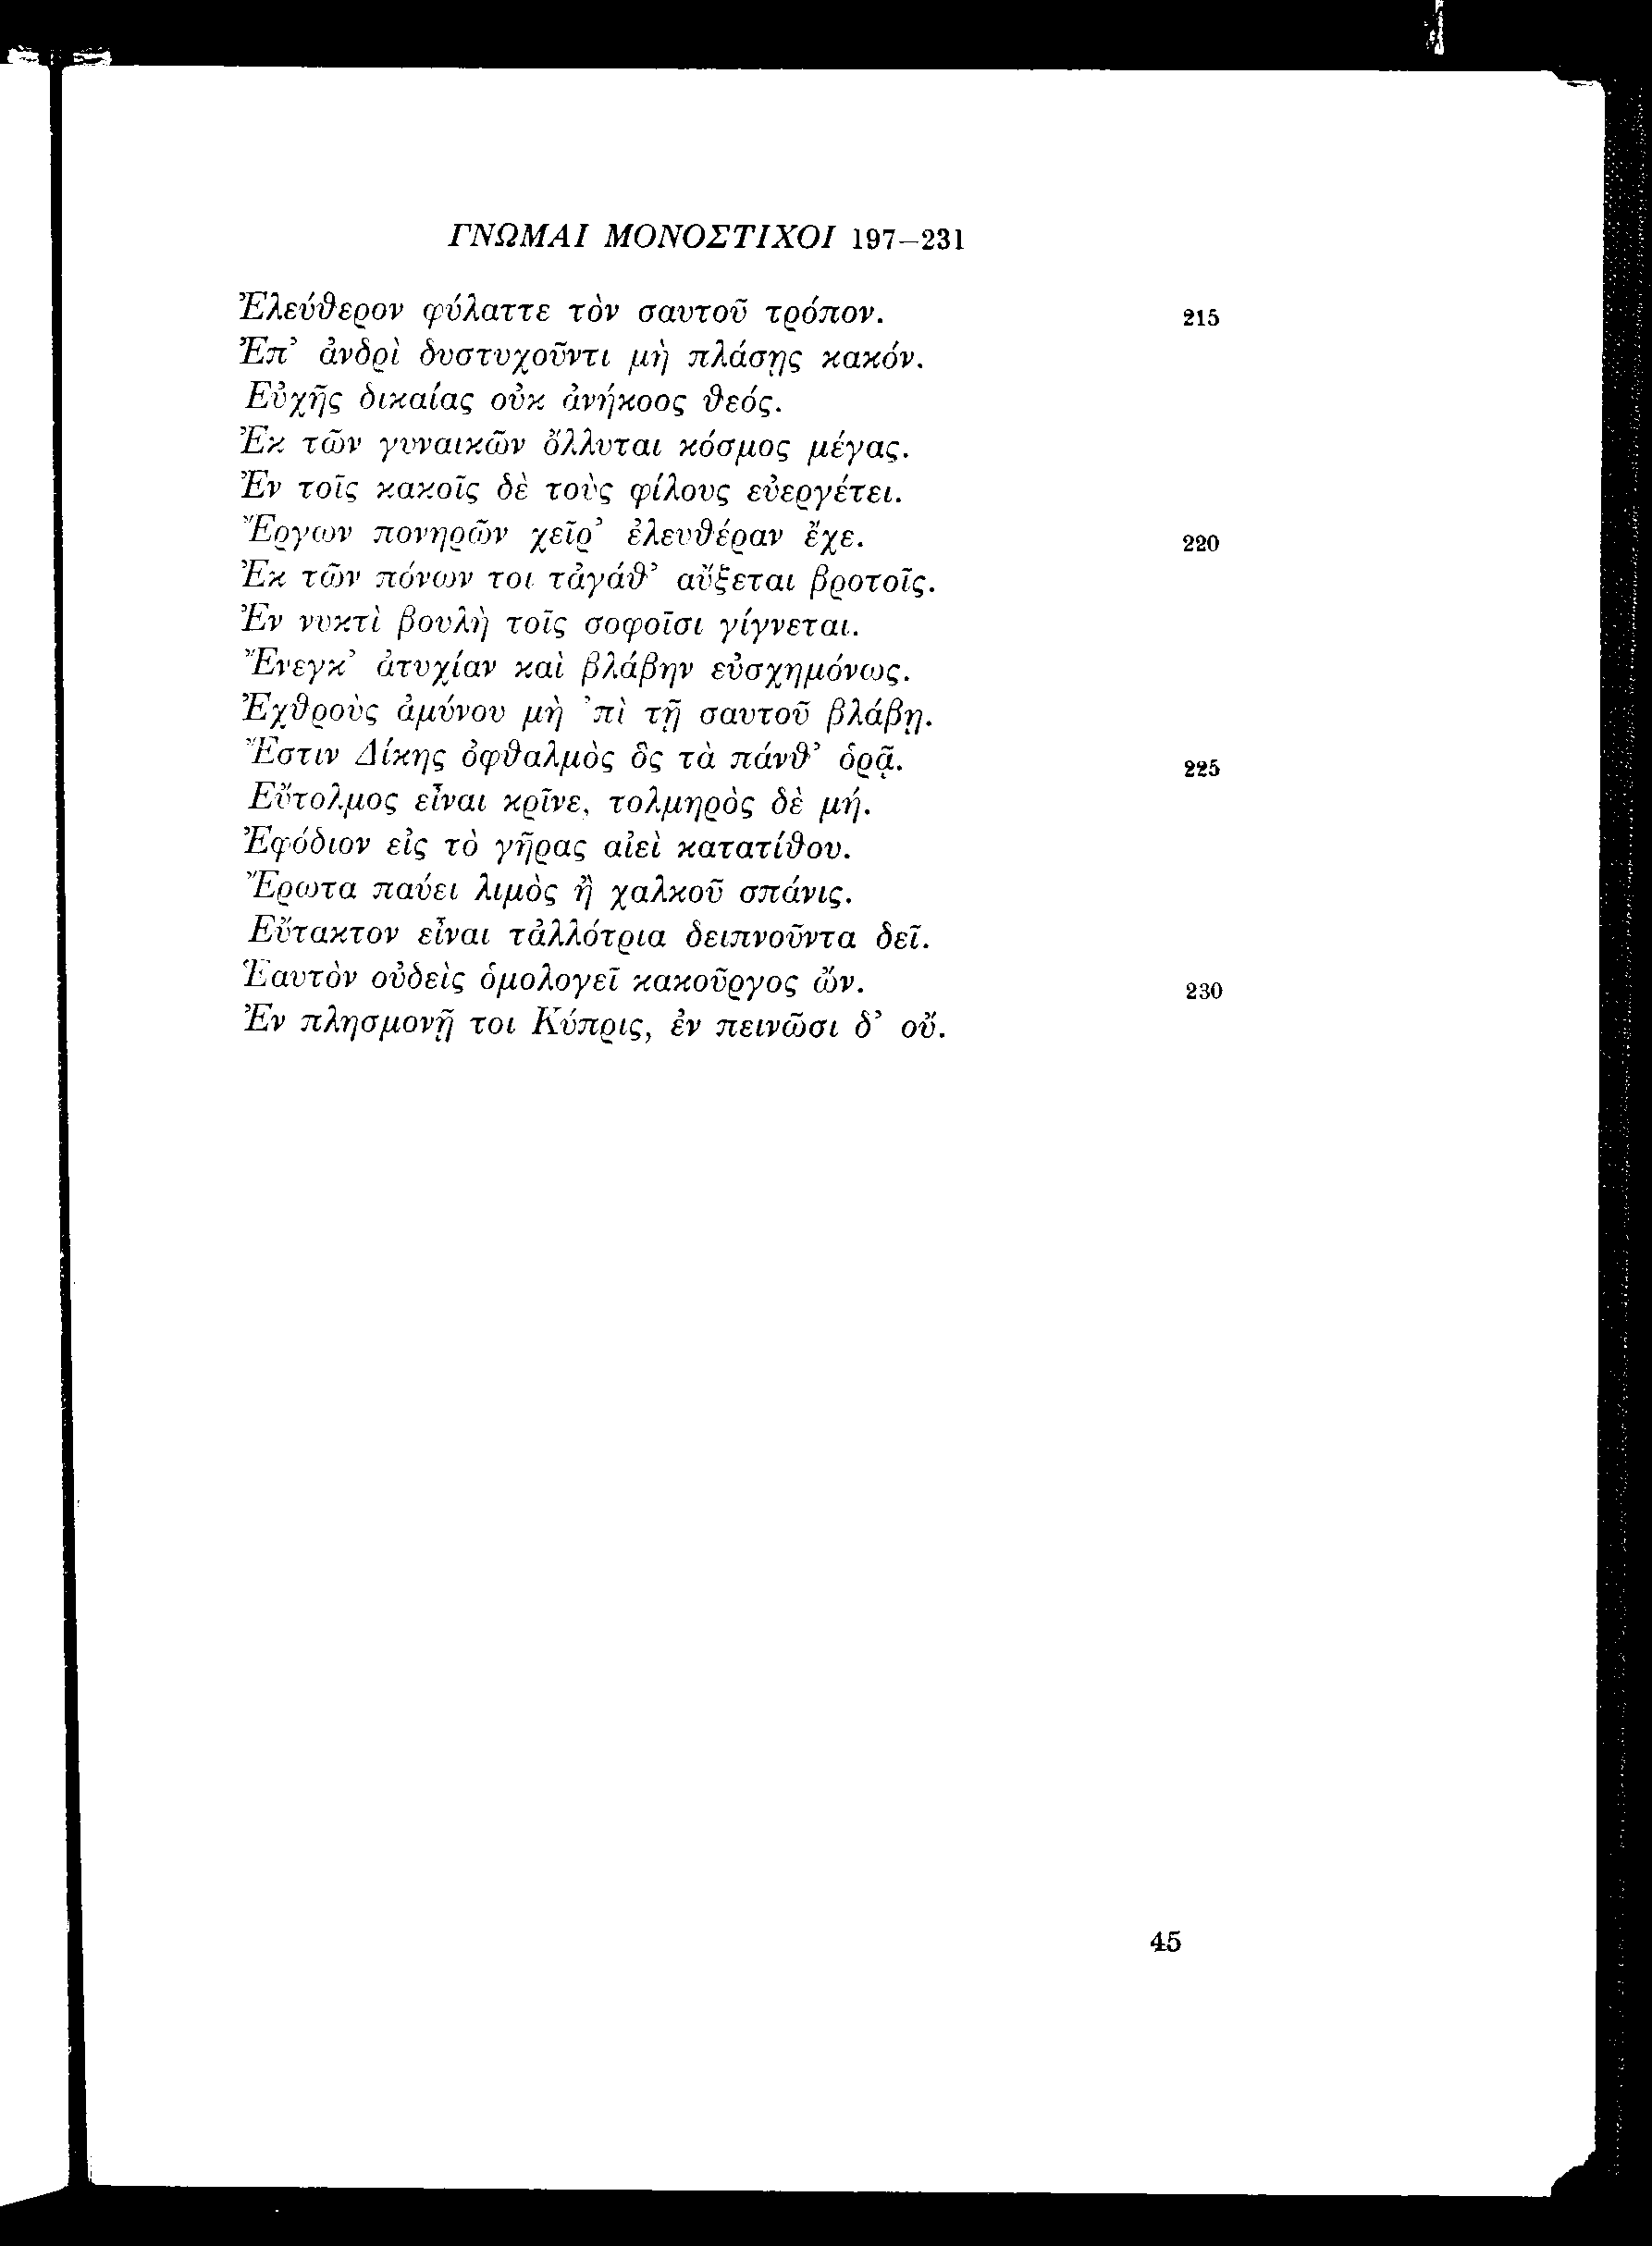 ΓΝΩΜΑΙ ΜΟΝΟΣΤΙΧΟΙ 197–231
Ἐλεύθερον φύλαττε τὸν σαυτοῦ τρόπον. 215
Ἐπ’ ἀνδρὶ δυστυχοῦντι μὴ πλάσῃς κακόν.
Εὐχῆς δικαίας οὐκ ἀνήκοος θεός.
Ἐκ τῶν γυναικῶν ὄλλυται κόσμος μέγας.
Ἐν τοῖς κακοῖς δὲ τοὺς φίλους εὐεργέτει.
Ἔργων πονηρῶν χεῖρ’ ἐλευθέραν ἔχε. 220
Ἐκ τῶν πόνων τοι τἀγάθ’ αὔξεται βροτοῖς.
Ἐν νυκτὶ βουλὴ τοῖς σοφοῖσι γίγνεται.
Ἔνεγκ’ ἀτυχίαν καὶ βλάβην εὐσχημόνως.
Ἐχθροὺς ἀμύνου μὴ ’πὶ τῇ σαυτοῦ βλάβῃ.
Ἔστιν Δίκης ὀφθαλμὸς ὃς τὰ πάνθ’ ὁρᾷ. 225
Εὔτολμος εἶναι κρῖνε, τολμηρὸς δὲ μή.
Ἐφόδιον εἰς τὸ γῆρας αἰεὶ κατατίθου.
Ἔρωτα παύει λιμὸς ἢ χαλκοῦ σπάνις.
Εὔτακτον εἶναι τἀλλότρια δειπνοῦντα δεῖ.
Ἑαυτὸν οὐδεὶς ὁμολογεῖ κακοῦργος ὤν. 230
Ἐν πλησμονῇ τοι Κύπρις, ἐν πεινῶσι δ’ οὔ.
45